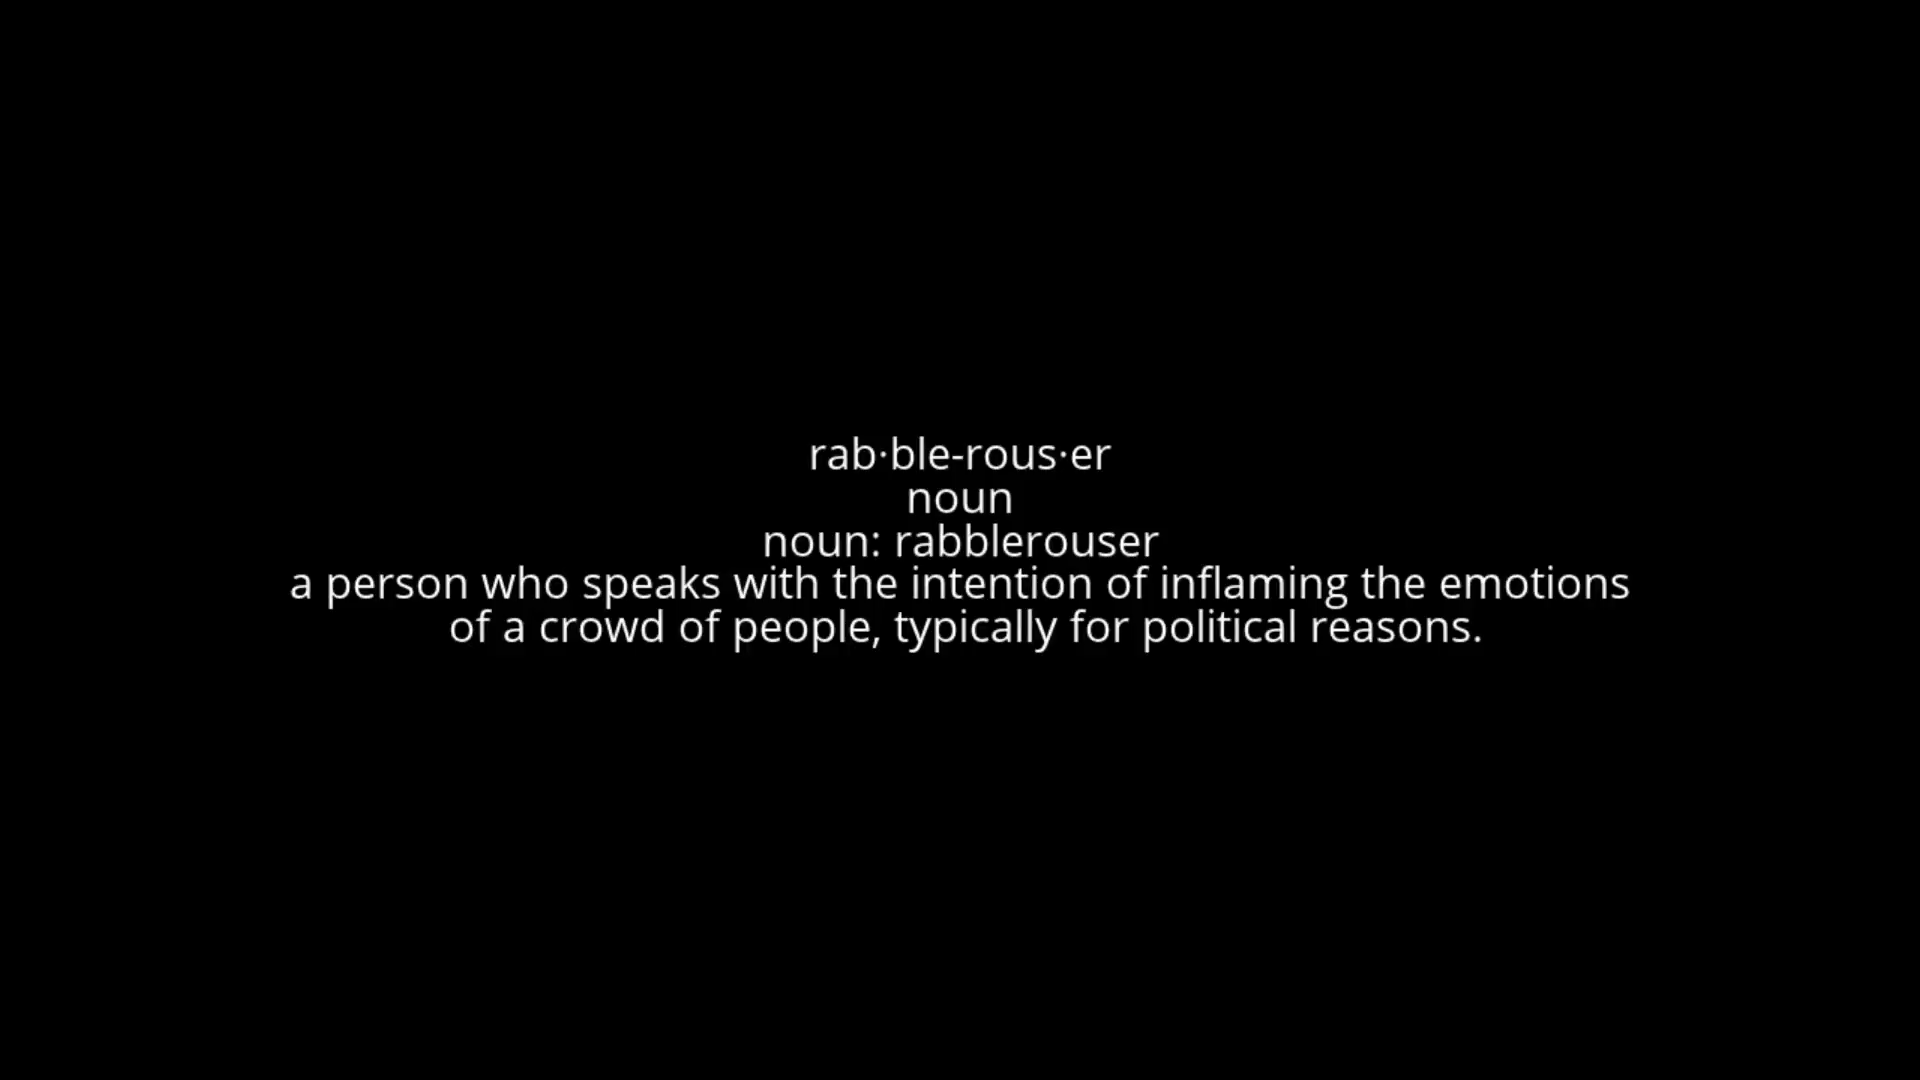 rab·ble-rous·er
noun
noun: rabblerouser
a person who speaks with the intention of inflaming the emotions
of a crowd of people, typically for political reasons.